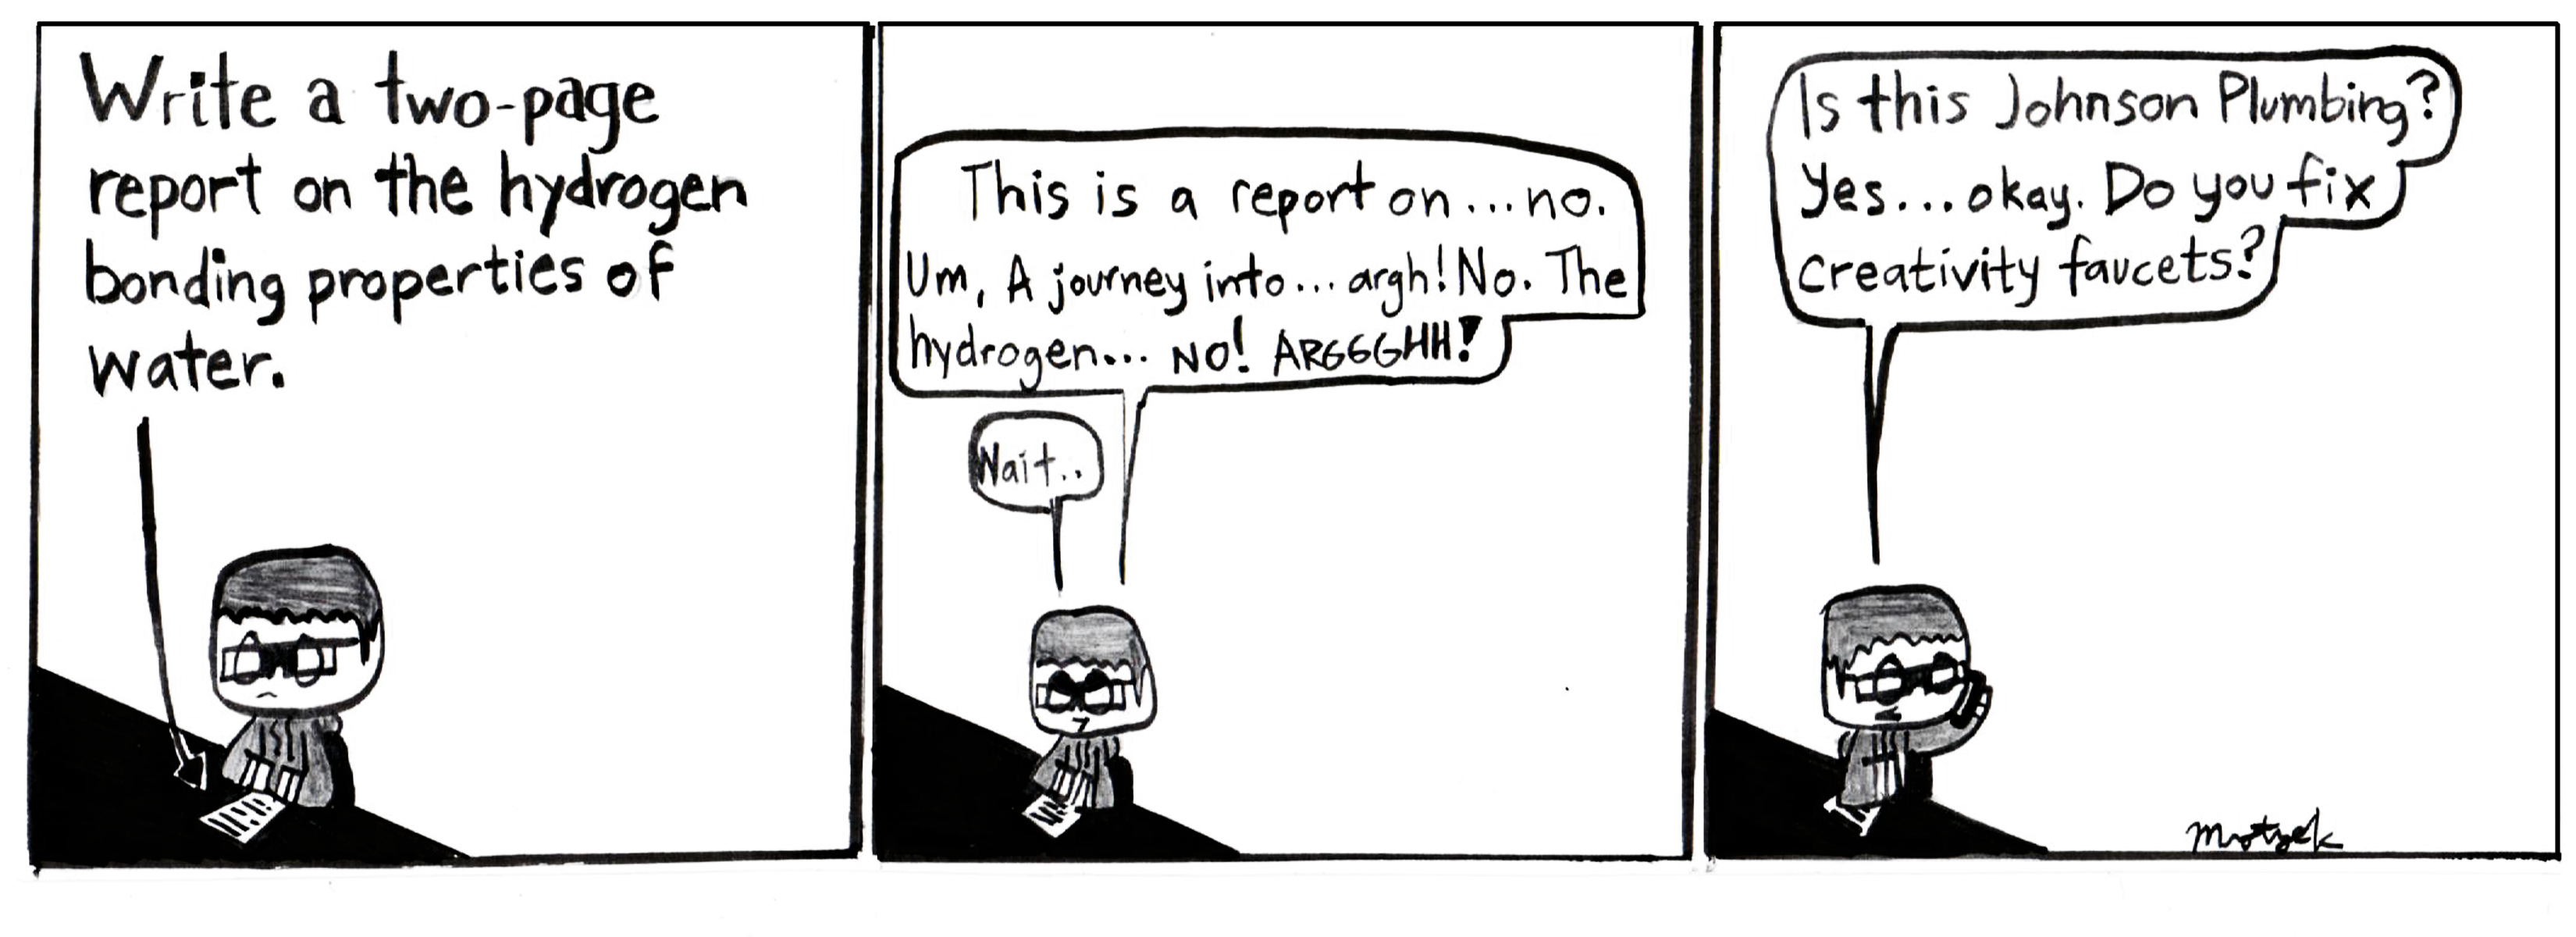 Write a two-page
report on the hydrogen
bonding properties of
water.
This is a report on...no.
Um, A journey into... argh! No. The
hydrogen... NO! ARGGGHH!
Wait..
Is this Johnson Plumbing?
Yes... okay. Do you fix
creativity faucets?